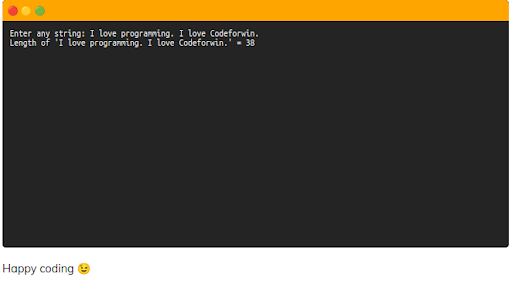 Enter any string: I love programming. I love Codeforwin.
Length of 'I love programming. I love Codeforwin.' = 38
Happy coding 😉